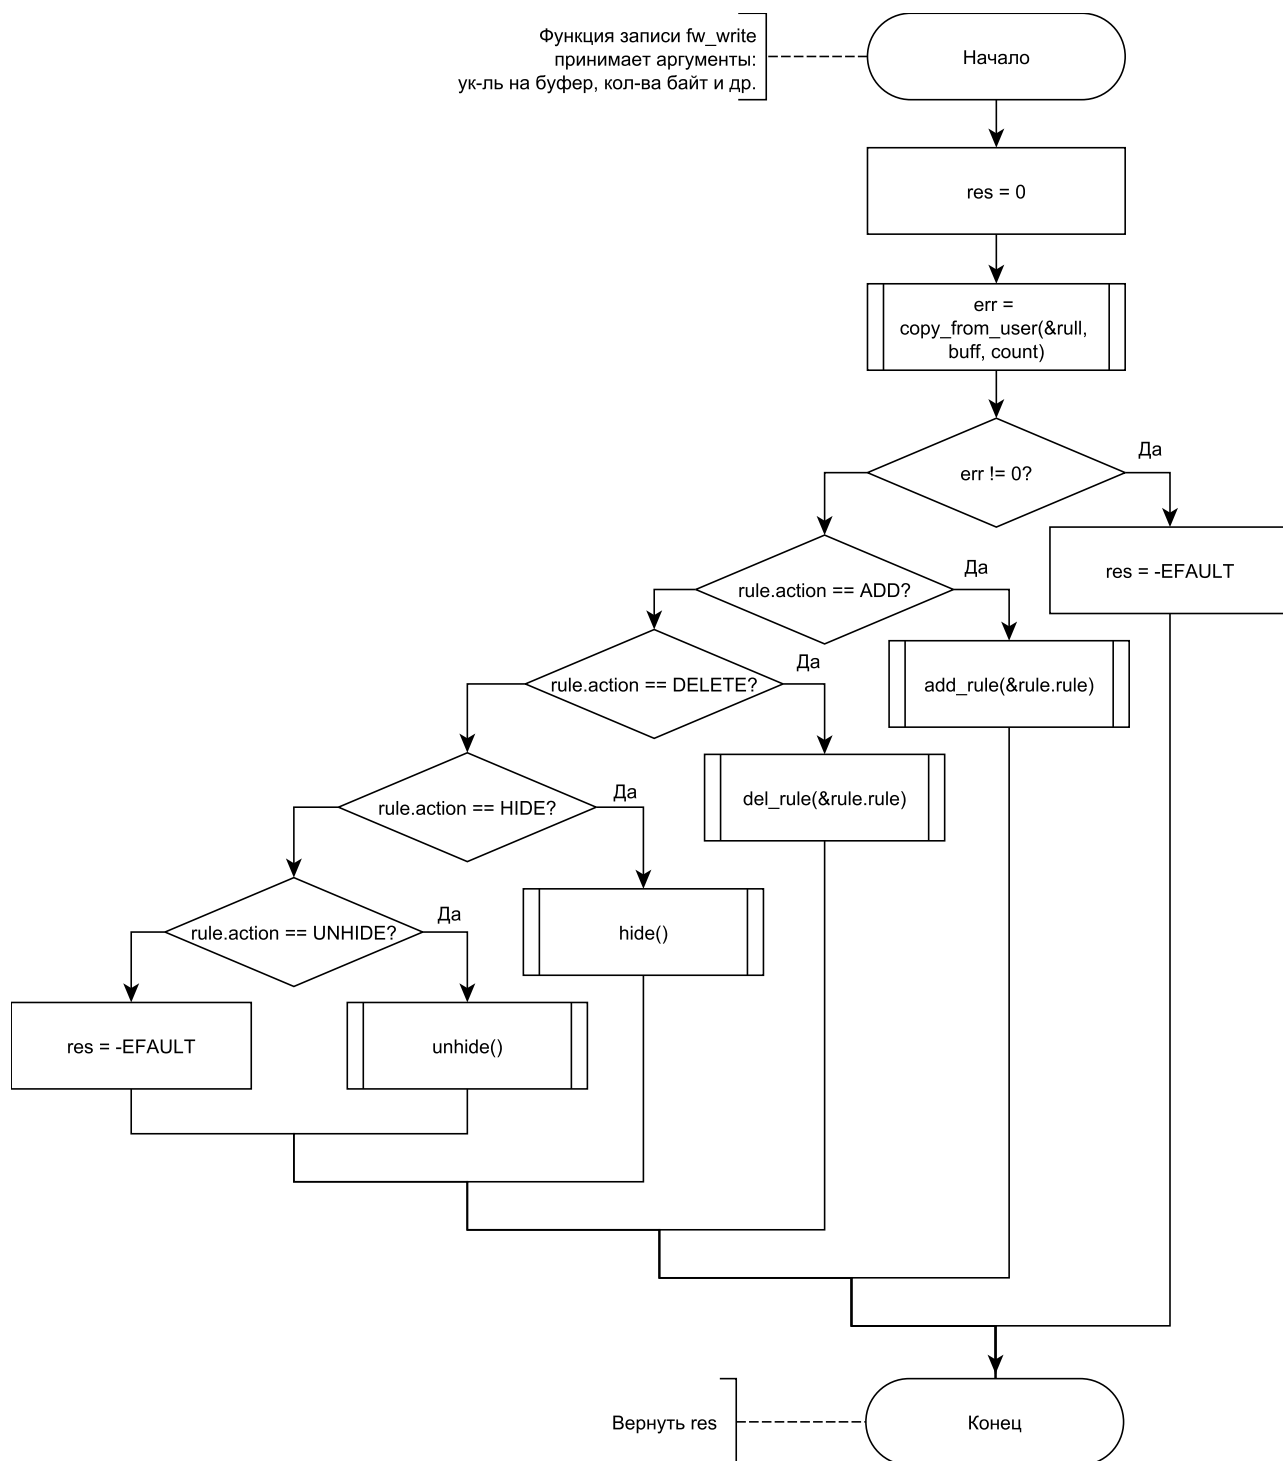 Функция записи fw_write
принимает аргументы:
ук-ль на буфер, кол-ва байт и др.
Начало
res = 0
err =
copy_from_user(&rull,
buff, count)
err != 0?
Да
res = -EFAULT
rule.action == ADD?
Да
add_rule(&rule.rule)
rule.action == DELETE?
Да
del_rule(&rule.rule)
rule.action == HIDE?
Да
hide()
rule.action == UNHIDE?
Да
res = -EFAULT
unhide()
Вернуть res
Конец